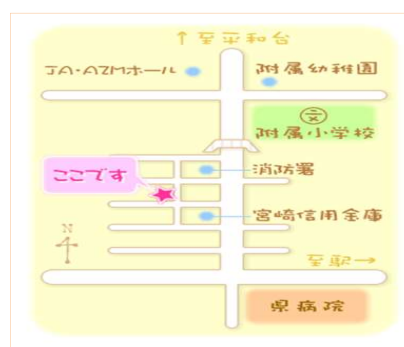 ↑至平和台
JA・AZMホール
附属幼稚園
文
附属小学校
消防署
ここです
宮崎信用金庫
N
至駅→
県病院